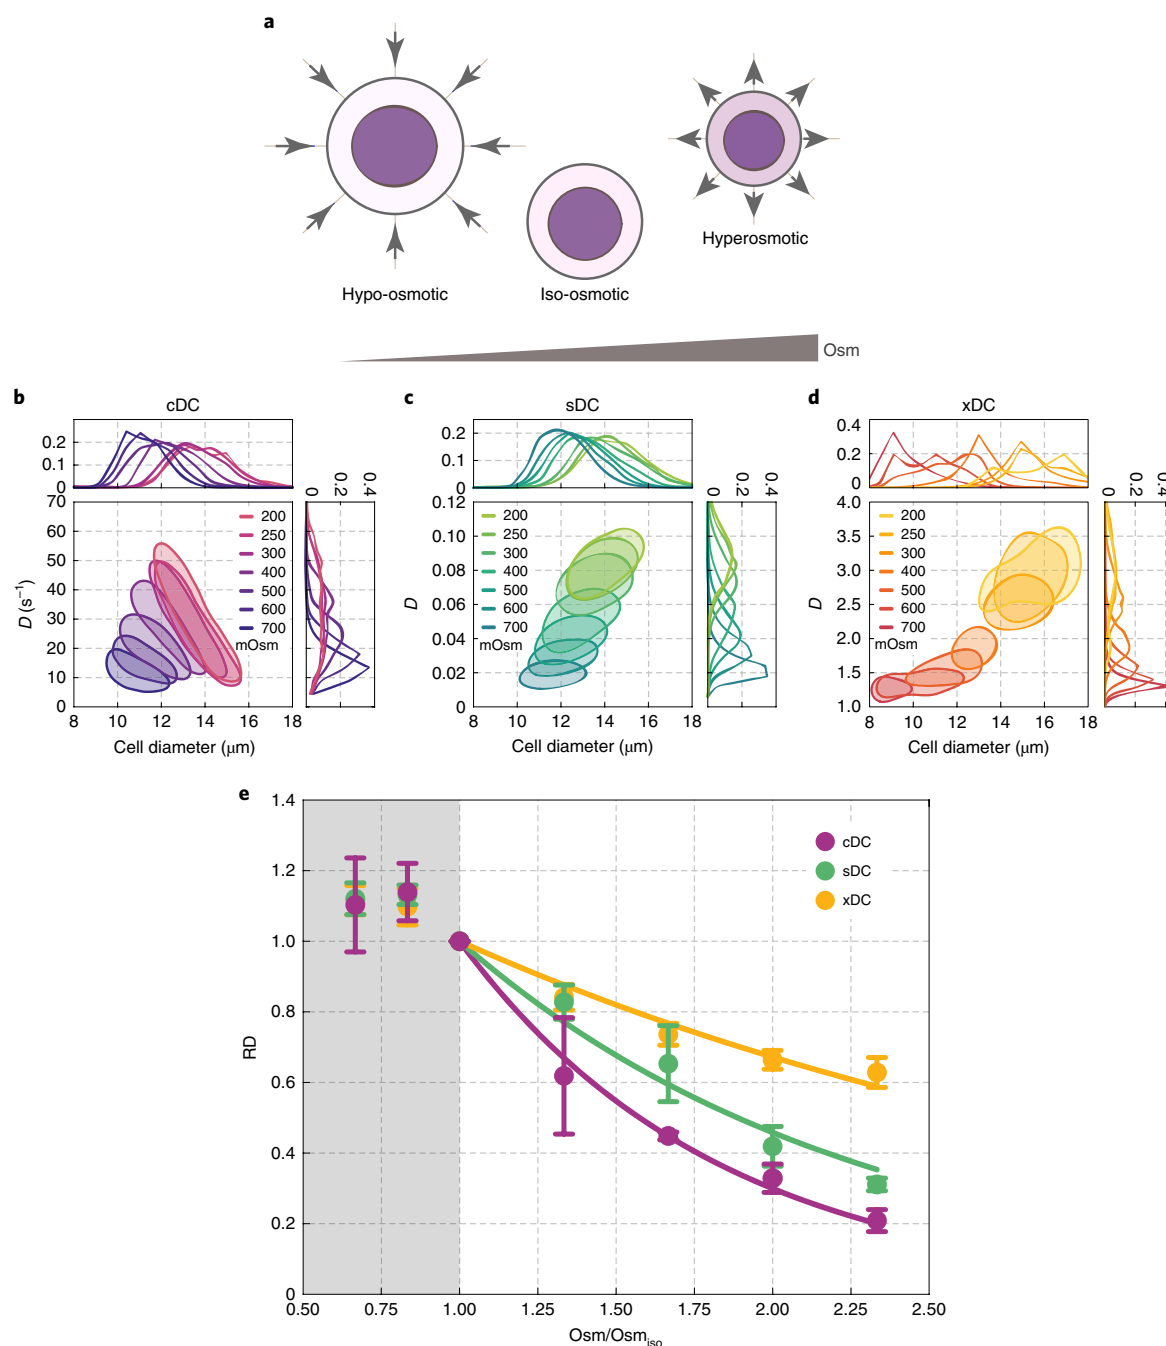 a
Hypo-osmotic
Iso-osmotic
Hyperosmotic
Osm
b
cDC
0.2
0.1
0
0 0.2 0.4
70
60
50
40
30
20
10
0
D (s⁻¹)
200
250
300
400
500
600
700
mOsm
8 10 12 14 16 18
Cell diameter (μm)
c
sDC
0.2
0.1
0
0 0.2 0.4
0.12
0.10
0.08
0.06
0.04
0.02
0
D
200
250
300
400
500
600
700
mOsm
8 10 12 14 16 18
Cell diameter (μm)
d
xDC
0.4
0.2
0
0 0.2 0.4
4.0
3.5
3.0
2.5
2.0
1.5
1.0
D
200
250
300
400
500
600
700
mOsm
8 10 12 14 16 18
Cell diameter (μm)
e
1.4
1.2
1.0
0.8
0.6
0.4
0.2
0
RD
cDC
sDC
xDC
0.50 0.75 1.00 1.25 1.50 1.75 2.00 2.25 2.50
Osm/Osm_iso